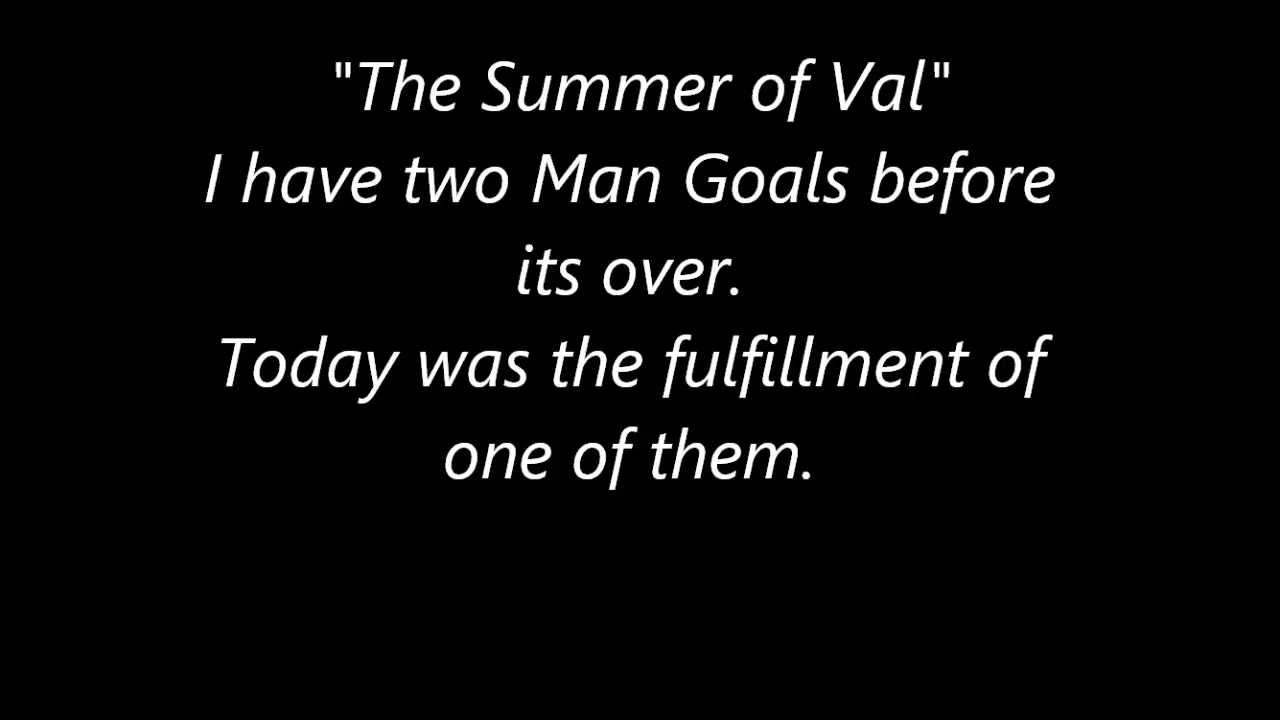 "The Summer of Val"
I have two Man Goals before
its over.
Today was the fulfillment of
one of them.